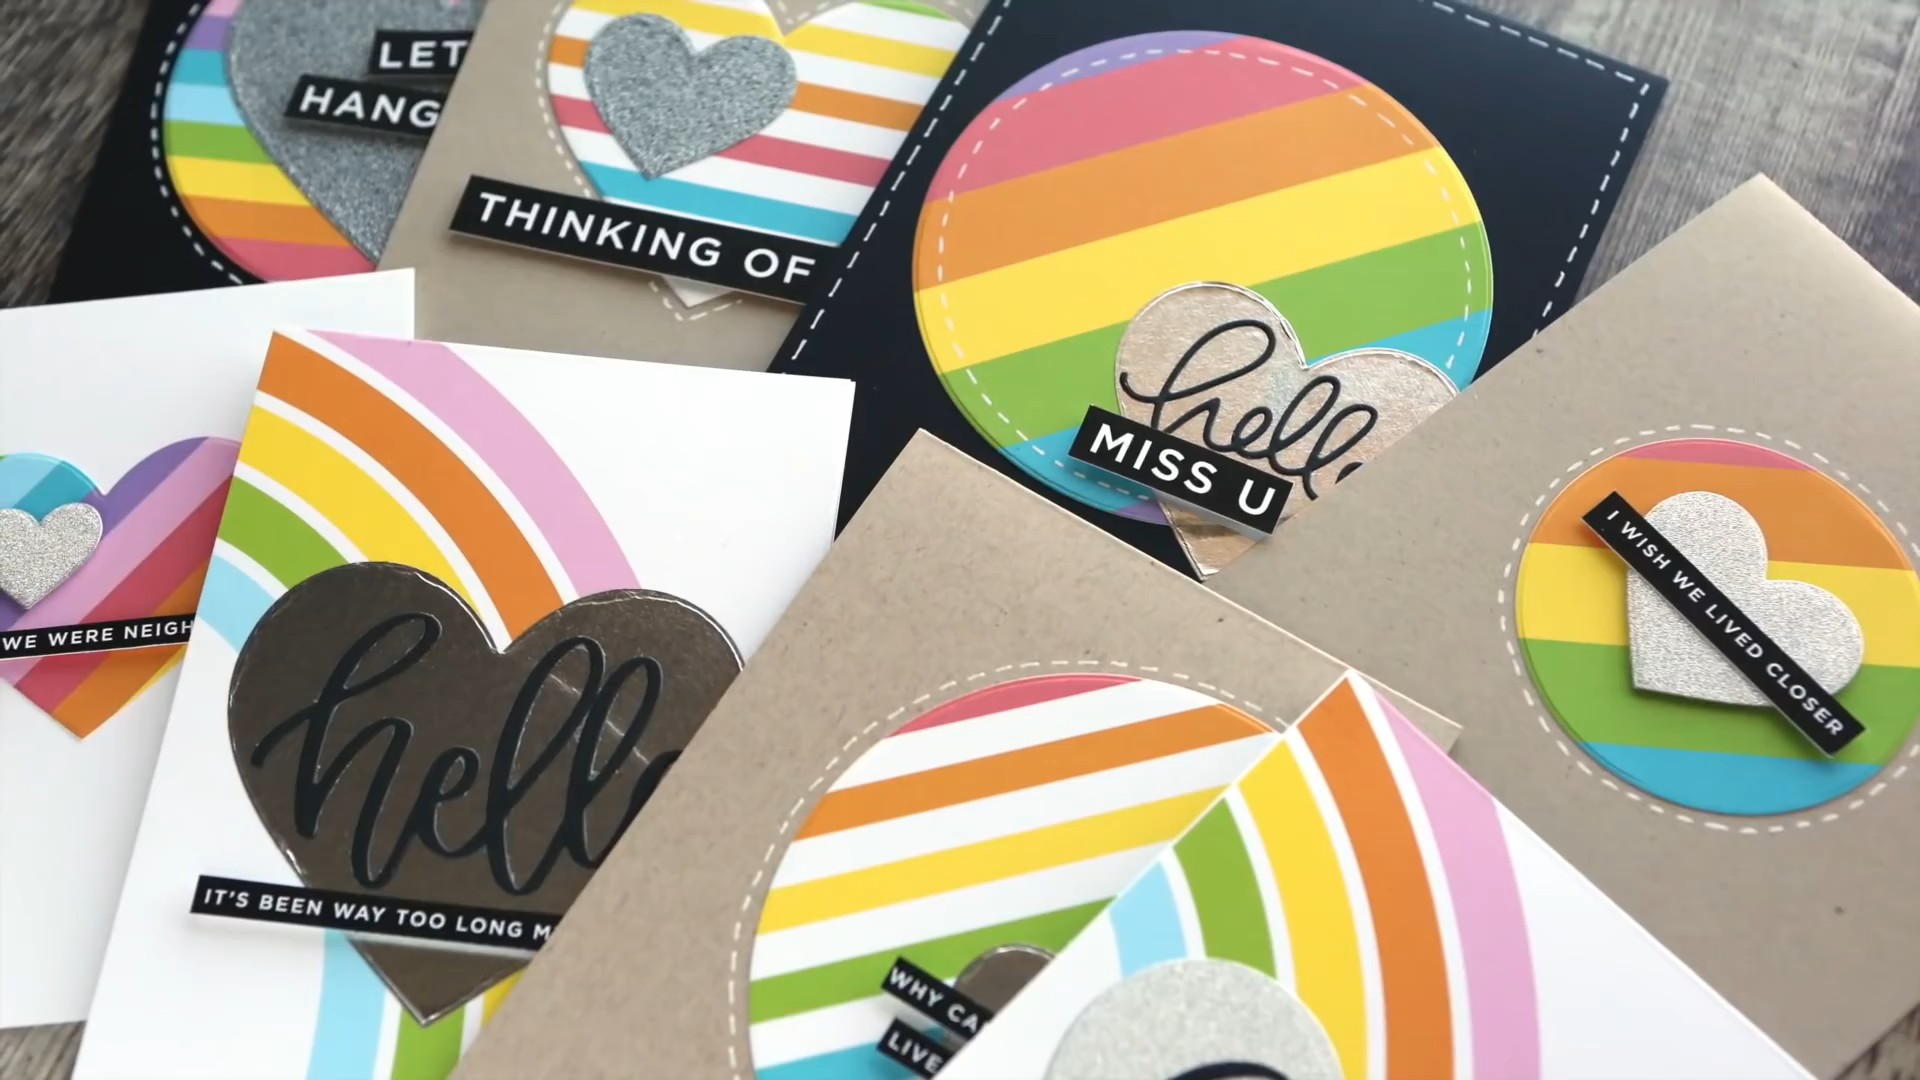 LET
HANG
THINKING OF
hell
MISS U
I WISH WE LIVED CLOSER
WE WERE NEIGH
hello
IT'S BEEN WAY TOO LONG M
WHY CA
LIVE